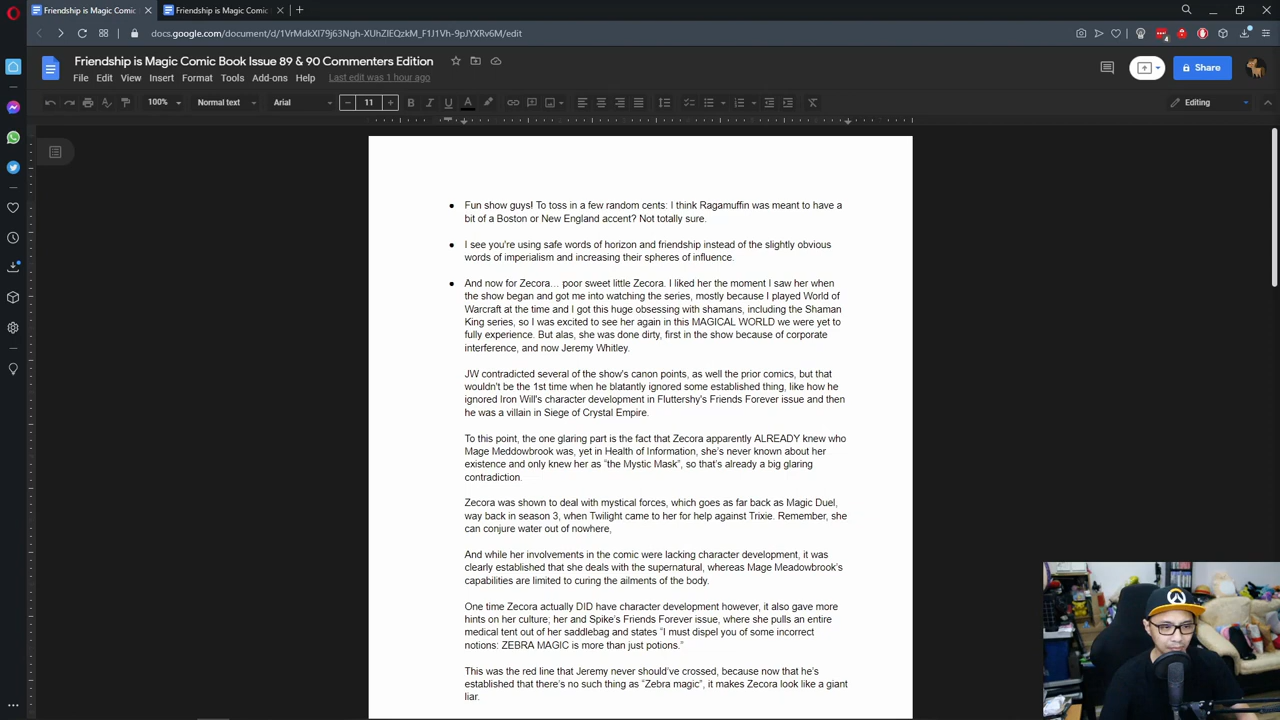 Friendship is Magic Comic
Friendship is Magic Comic
docs.google.com/document/d/1VrMdkXl79j63Ngh-XUhZIEQzkM_F1J1Vh-9pJYXRv6M/edit
Friendship is Magic Comic Book Issue 89 & 90 Commenters Edition
File Edit View Insert Format Tools Add-ons Help Last edit was 1 hour ago
Share
100% Normal text Arial 11 Editing
Fun show guys! To toss in a few random cents: I think Ragamuffin was meant to have a
bit of a Boston or New England accent? Not totally sure.
I see you're using safe words of horizon and friendship instead of the slightly obvious
words of imperialism and increasing their spheres of influence.
And now for Zecora… poor sweet little Zecora. I liked her the moment I saw her when
the show began and got me into watching the series, mostly because I played World of
Warcraft at the time and I got this huge obsessing with shamans, including the Shaman
King series, so I was excited to see her again in this MAGICAL WORLD we were yet to
fully experience. But alas, she was done dirty, first in the show because of corporate
interference, and now Jeremy Whitley.
JW contradicted several of the show's canon points, as well the prior comics, but that
wouldn't be the 1st time when he blatantly ignored some established thing, like how he
ignored Iron Will's character development in Fluttershy's Friends Forever issue and then
he was a villain in Siege of Crystal Empire.
To this point, the one glaring part is the fact that Zecora apparently ALREADY knew who
Mage Meddowbrook was, yet in Health of Information, she's never known about her
existence and only knew her as “the Mystic Mask”, so that's already a big glaring
contradiction.
Zecora was shown to deal with mystical forces, which goes as far back as Magic Duel,
way back in season 3, when Twilight came to her for help against Trixie. Remember, she
can conjure water out of nowhere,
And while her involvements in the comic were lacking character development, it was
clearly established that she deals with the supernatural, whereas Mage Meadowbrook's
capabilities are limited to curing the ailments of the body.
One time Zecora actually DID have character development however, it also gave more
hints on her culture; her and Spike's Friends Forever issue, where she pulls an entire
medical tent out of her saddlebag and states “I must dispel you of some incorrect
notions: ZEBRA MAGIC is more than just potions.”
This was the red line that Jeremy never should've crossed, because now that he's
established that there's no such thing as “Zebra magic”, it makes Zecora look like a giant
liar.